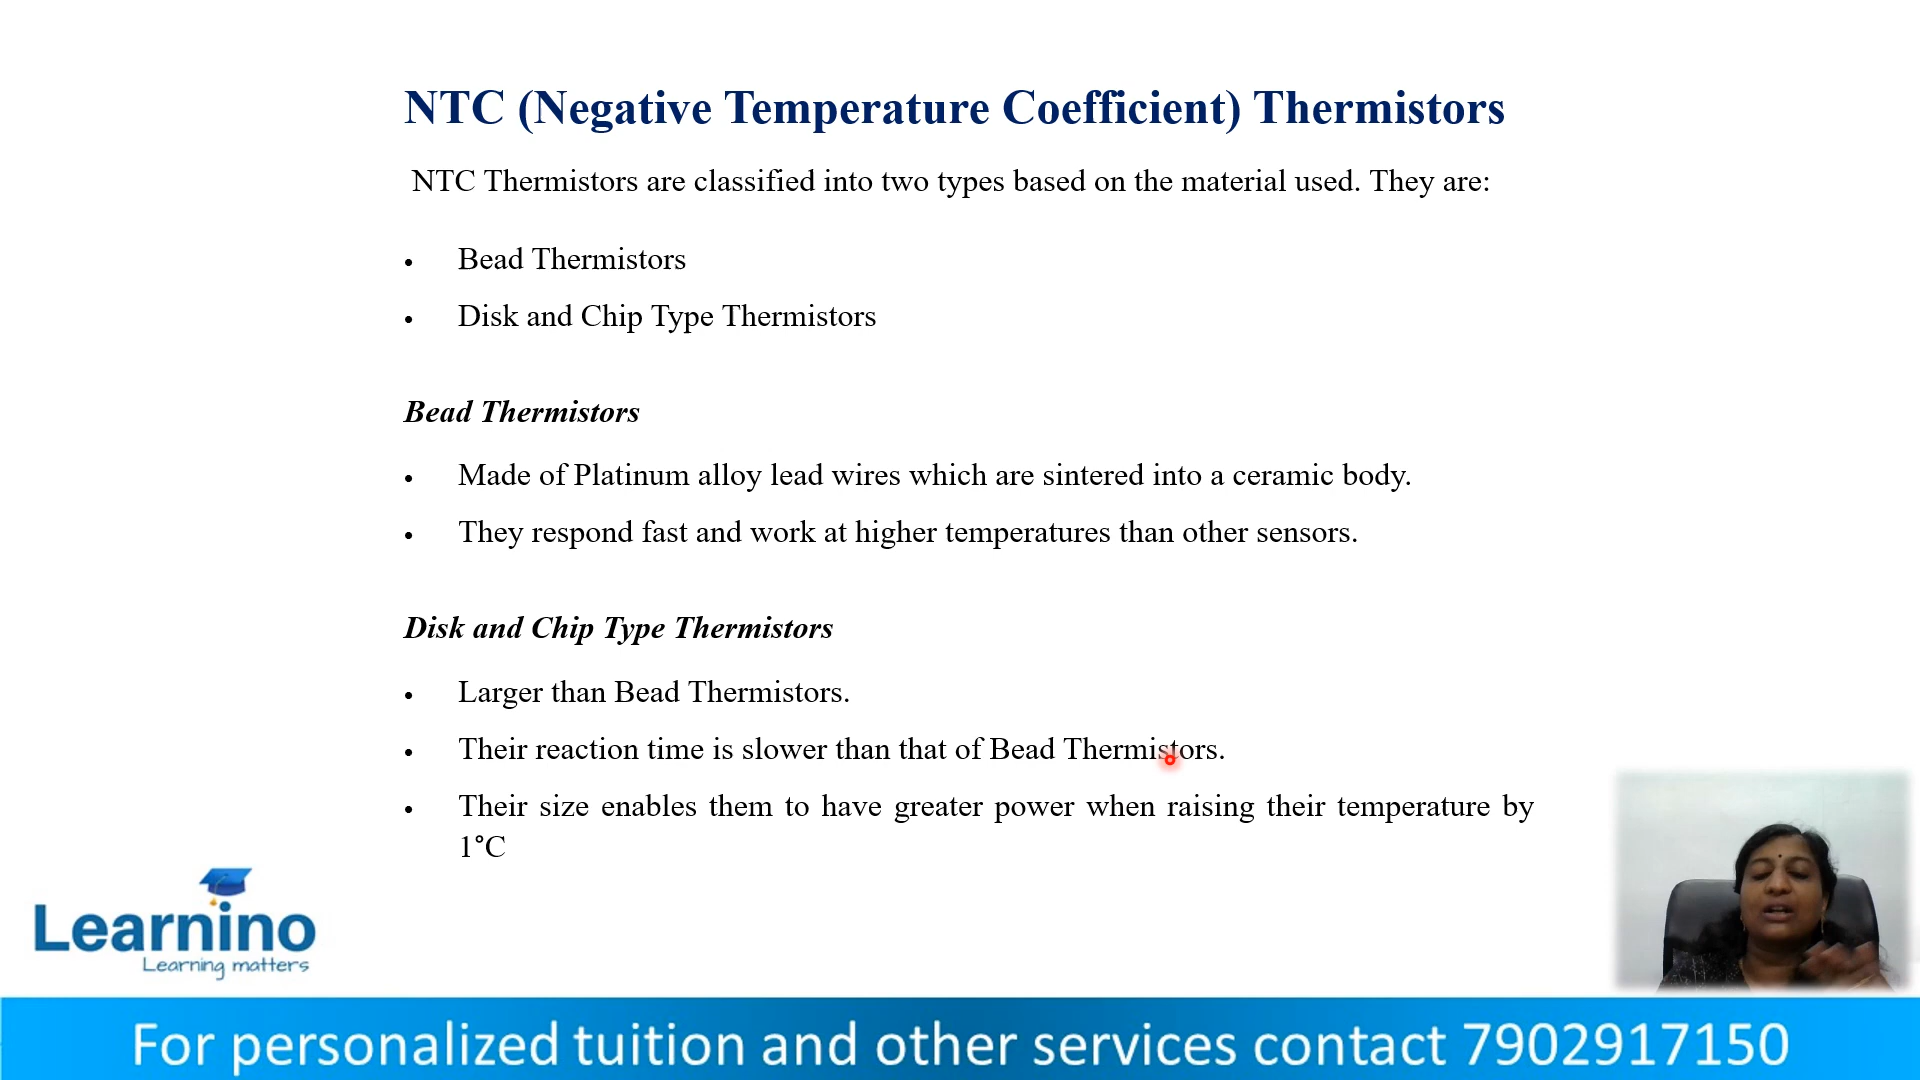 NTC (Negative Temperature Coefficient) Thermistors
NTC Thermistors are classified into two types based on the material used. They are:
• Bead Thermistors
• Disk and Chip Type Thermistors
Bead Thermistors
• Made of Platinum alloy lead wires which are sintered into a ceramic body.
• They respond fast and work at higher temperatures than other sensors.
Disk and Chip Type Thermistors
• Larger than Bead Thermistors.
• Their reaction time is slower than that of Bead Thermistors.
• Their size enables them to have greater power when raising their temperature by
1°C
Learnino
Learning matters
For personalized tuition and other services contact 7902917150